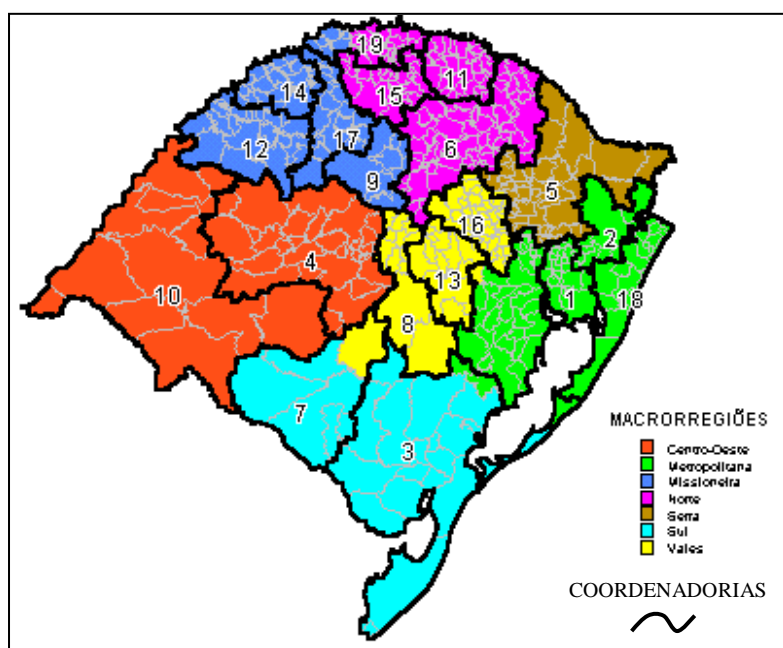 19
14
15
11
17
12
6
9
5
16
2
4
13
10
1
18
8
7
3
MACRORREGIÕES
Centro-Oeste
Metropolitana
Missioneira
Norte
Serra
Sul
Vales
COORDENADORIAS